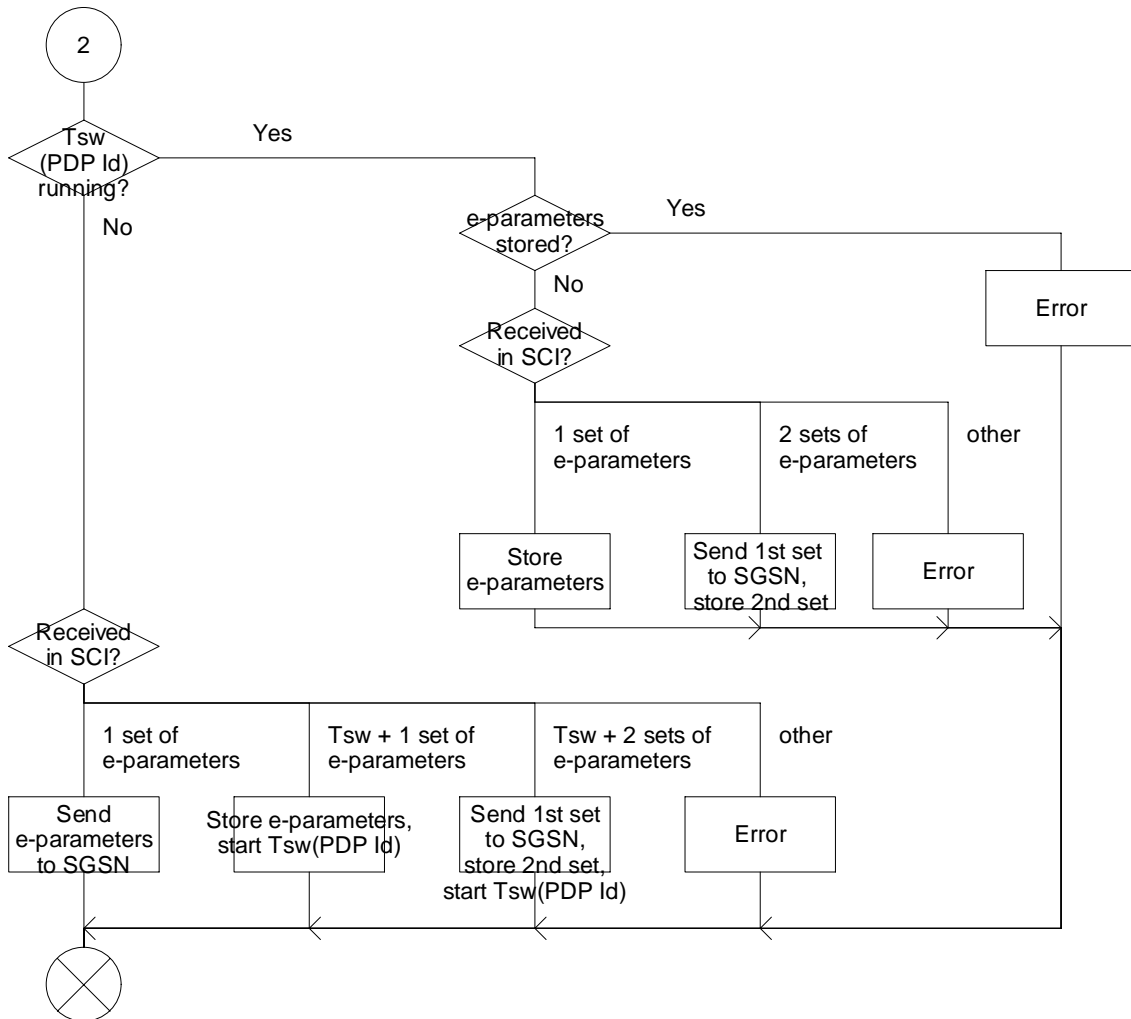 2
Tsw
(PDP Id)
running?
Yes
No
e-parameters
stored?
Yes
No
Error
Received
in SCI?
1 set of
e-parameters
2 sets of
e-parameters
other
Store
e-parameters
Send 1st set
to SGSN,
store 2nd set
Error
Received
in SCI?
1 set of
e-parameters
Tsw + 1 set of
e-parameters
Tsw + 2 sets of
e-parameters
other
Send
e-parameters
to SGSN
Store e-parameters,
start Tsw(PDP Id)
Send 1st set
to SGSN,
store 2nd set,
start Tsw(PDP Id)
Error